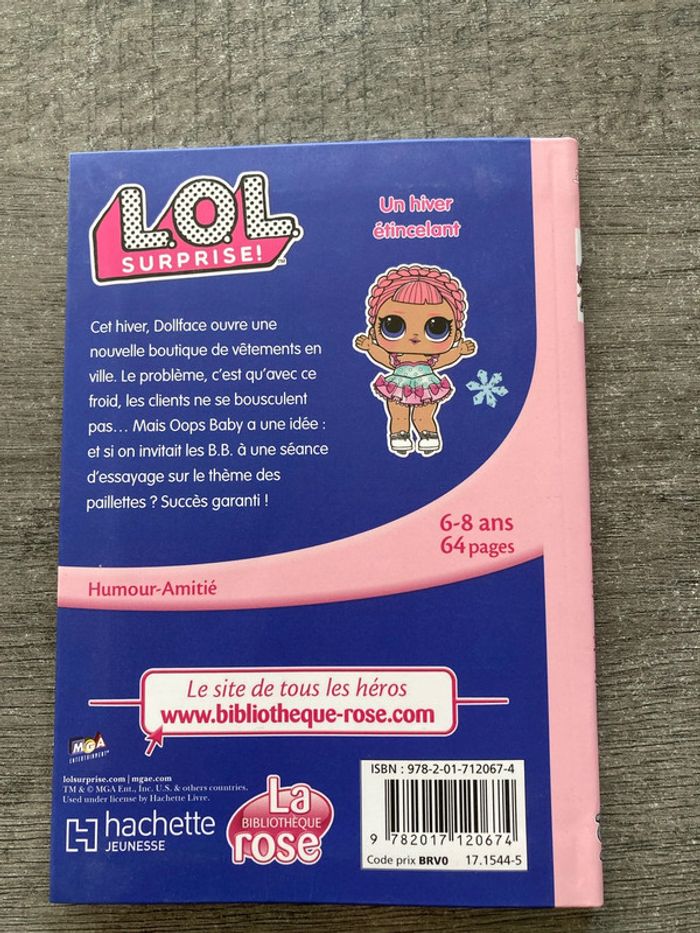 L.O.L.
SURPRISE!™
Un hiver
étincelant
Cet hiver, Dollface ouvre une
nouvelle boutique de vêtements en
ville. Le problème, c'est qu'avec ce
froid, les clients ne se bousculent
pas... Mais Oops Baby a une idée :
et si on invitait les B.B. à une séance
d'essayage sur le thème des
paillettes ? Succès garanti !
6-8 ans
64 pages
Humour-Amitié
Le site de tous les héros
www.bibliotheque-rose.com
MGA
ENTERTAINMENT
lolsurprise.com | mgae.com
TM & © MGA Ent., Inc. U.S. & others countries.
Used under license by Hachette Livre.
hachette
JEUNESSE
La
BIBLIOTHÈQUE
rose
ISBN : 978-2-01-712067-4
9 782017 120674
Code prix BRV0 17.1544-5